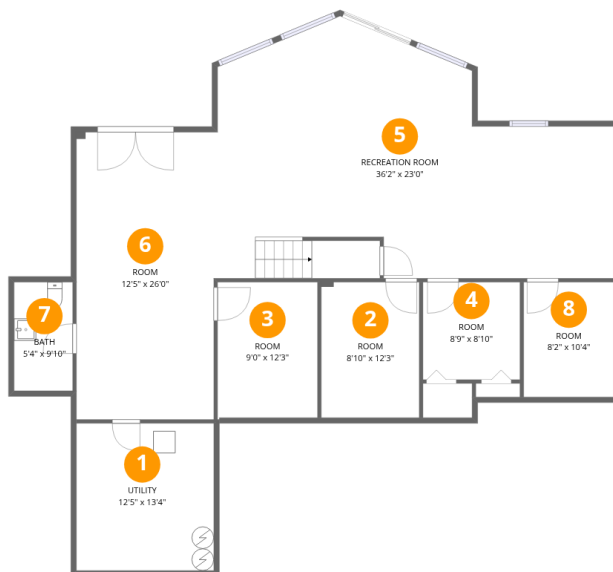 5
RECREATION ROOM
36'2" x 23'0"
6
ROOM
12'5" x 26'0"
7
BATH
5'4" x 9'10"
3
ROOM
9'0" x 12'3"
2
ROOM
8'10" x 12'3"
4
ROOM
8'9" x 8'10"
8
ROOM
8'2" x 10'4"
1
UTILITY
12'5" x 13'4"